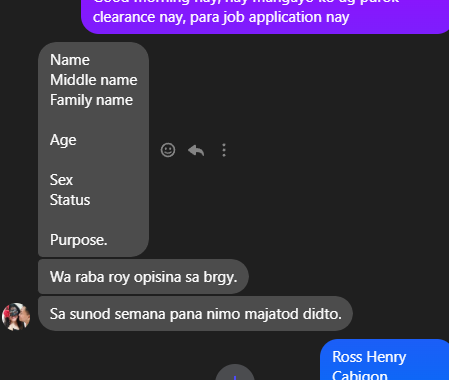 Good morning nay, nay mangayo ko ag purok
clearance nay, para job application nay
Name
Middle name
Family name
Age
Sex
Status
Purpose.
Wa raba roy opisina sa brgy.
Sa sunod semana pana nimo majatod didto.
Ross Henry
Cabigon